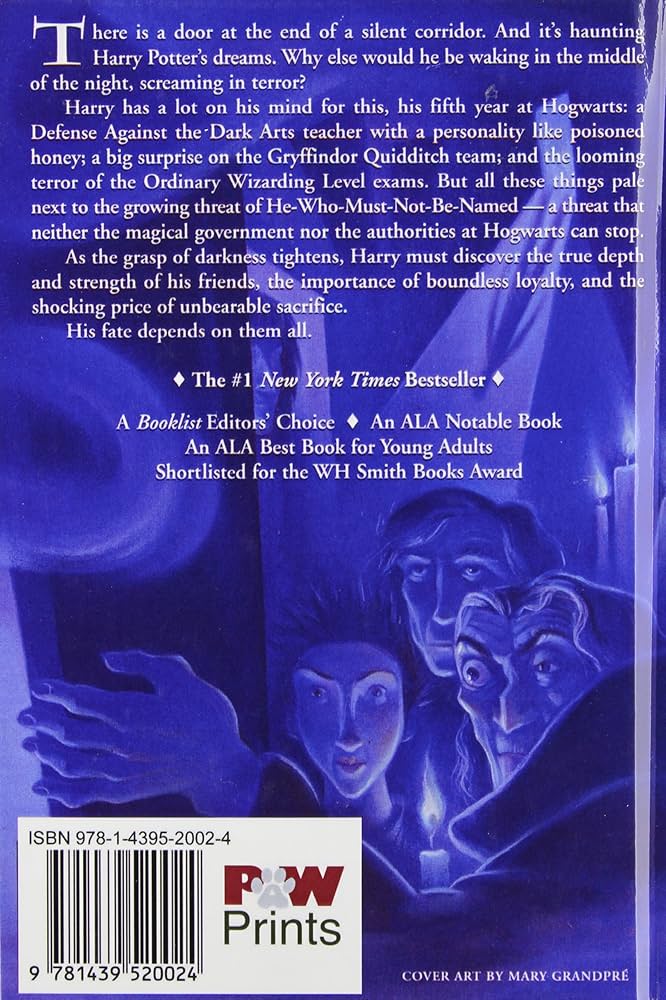 There is a door at the end of a silent corridor. And it's haunting
Harry Potter's dreams. Why else would he be waking in the middle
of the night, screaming in terror?
Harry has a lot on his mind for this, his fifth year at Hogwarts: a
Defense Against the Dark Arts teacher with a personality like poisoned
honey; a big surprise on the Gryffindor Quidditch team; and the looming
terror of the Ordinary Wizarding Level exams. But all these things pale
next to the growing threat of He-Who-Must-Not-Be-Named — a threat that
neither the magical government nor the authorities at Hogwarts can stop.
As the grasp of darkness tightens, Harry must discover the true depth
and strength of his friends, the importance of boundless loyalty, and the
shocking price of unbearable sacrifice.
His fate depends on them all.
♦ The #1 New York Times Bestseller ♦
A Booklist Editors' Choice ♦ An ALA Notable Book
An ALA Best Book for Young Adults
Shortlisted for the WH Smith Books Award
ISBN 978-1-4395-2002-4
PAW
Prints
9 781439 520024
COVER ART BY MARY GRANDPRÉ